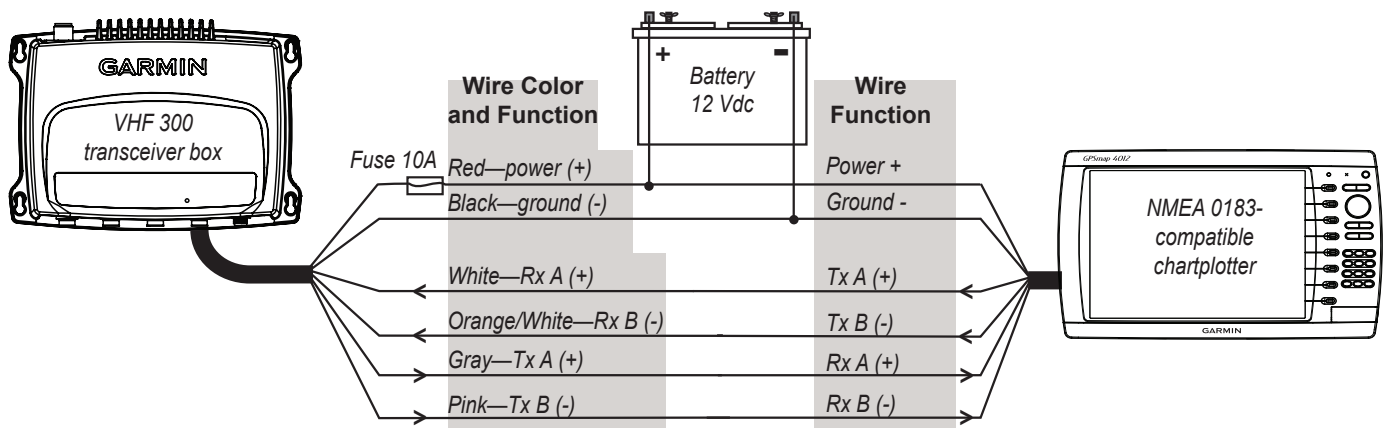 GARMIN
VHF 300
transceiver box
Fuse 10A
Wire Color
and Function
+
-
Battery
12 Vdc
Wire
Function
Red—power (+)
Power +
Black—ground (-)
Ground -
White—Rx A (+)
Tx A (+)
Orange/White—Rx B (-)
Tx B (-)
Gray—Tx A (+)
Rx A (+)
Pink—Tx B (-)
Rx B (-)
GPSmap 4012
NMEA 0183-
compatible
chartplotter
GARMIN